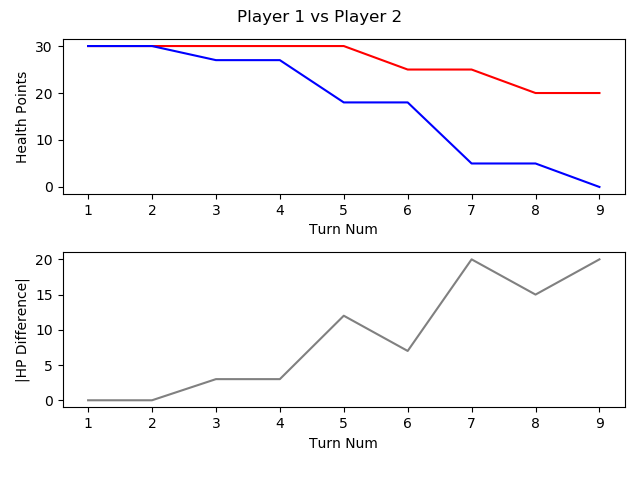 Player 1 vs Player 2
30
20
10
0
Health Points
1 2 3 4 5 6 7 8 9
Turn Num
20
15
10
5
0
|HP Difference|
1 2 3 4 5 6 7 8 9
Turn Num